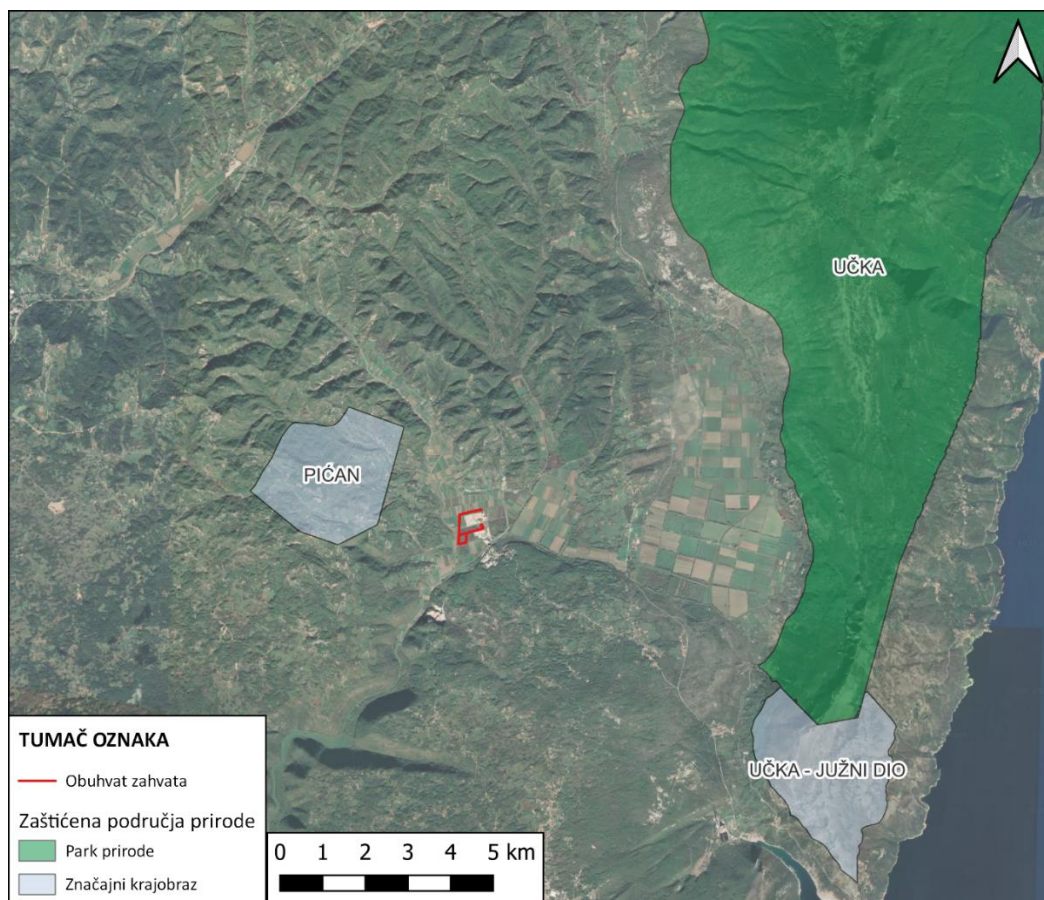 UČKA
PIĆAN
UČKA - JUŽNI DIO
TUMAČ OZNAKA
Obuhvat zahvata
Zaštićena područja prirode
Park prirode
Značajni krajobraz
0 1 2 3 4 5 km